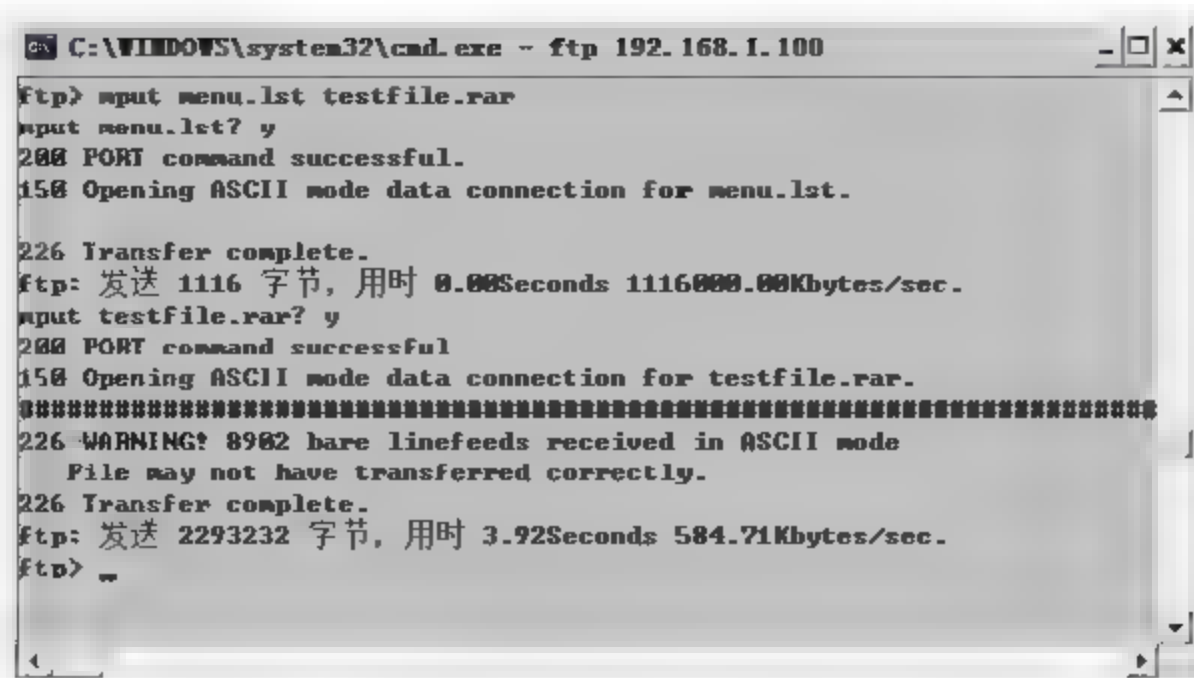 C:\WINDOWS\system32\cmd.exe - ftp 192.168.1.100
ftp> mput menu.lst testfile.rar
mput menu.lst? y
200 PORT command successful.
150 Opening ASCII mode data connection for menu.lst.
226 Transfer complete.
ftp: 发送 1116 字节，用时 0.00Seconds 1116000.00Kbytes/sec.
mput testfile.rar? y
200 PORT command successful
150 Opening ASCII mode data connection for testfile.rar.
########################################################################
226 WARNING! 8902 bare linefeeds received in ASCII mode
File may not have transferred correctly.
226 Transfer complete.
ftp: 发送 2293232 字节，用时 3.92Seconds 584.71Kbytes/sec.
ftp> _